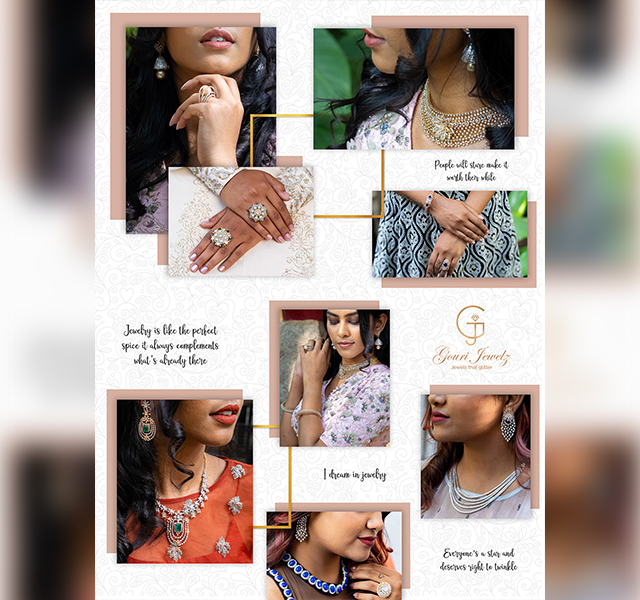 People will stare make it
worth their while
Jewelry is like the perfect
spice it always complements
what's already there
GJ
Gouri Jewelz
Jewels that glitter
I dream in jewelry
Everyone's a star and
deserves right to twinkle